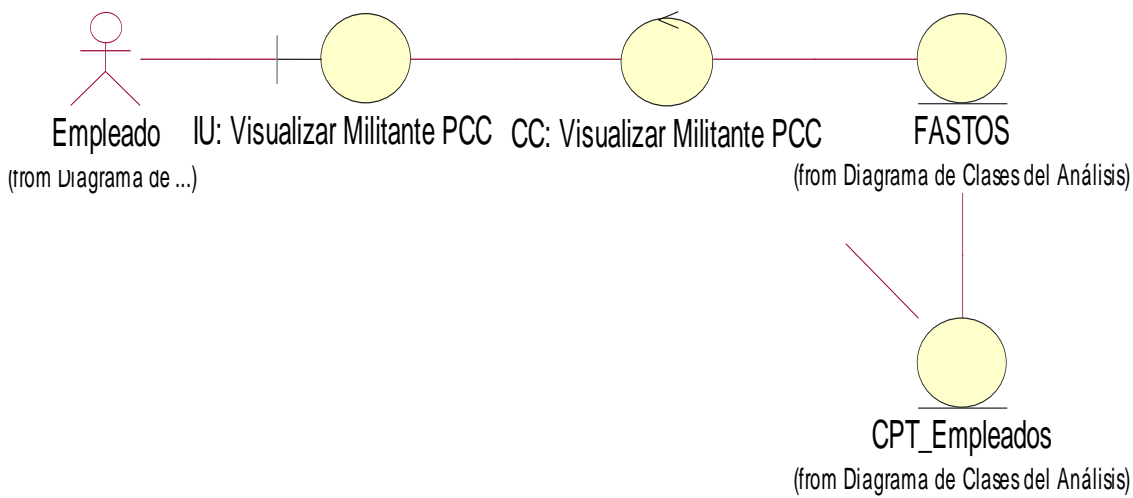 Empleado
(from Diagrama de ...)
IU: Visualizar Militante PCC
CC: Visualizar Militante PCC
FASTOS
(from Diagrama de Clases del Análisis)
CPT_Empleados
(from Diagrama de Clases del Análisis)